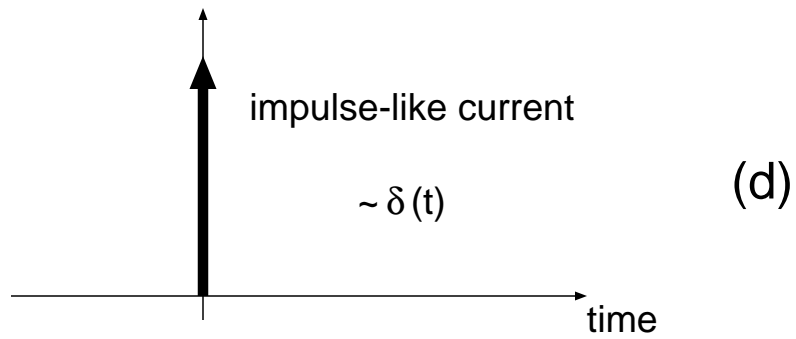 impulse-like current
~ δ (t)
(d)
time